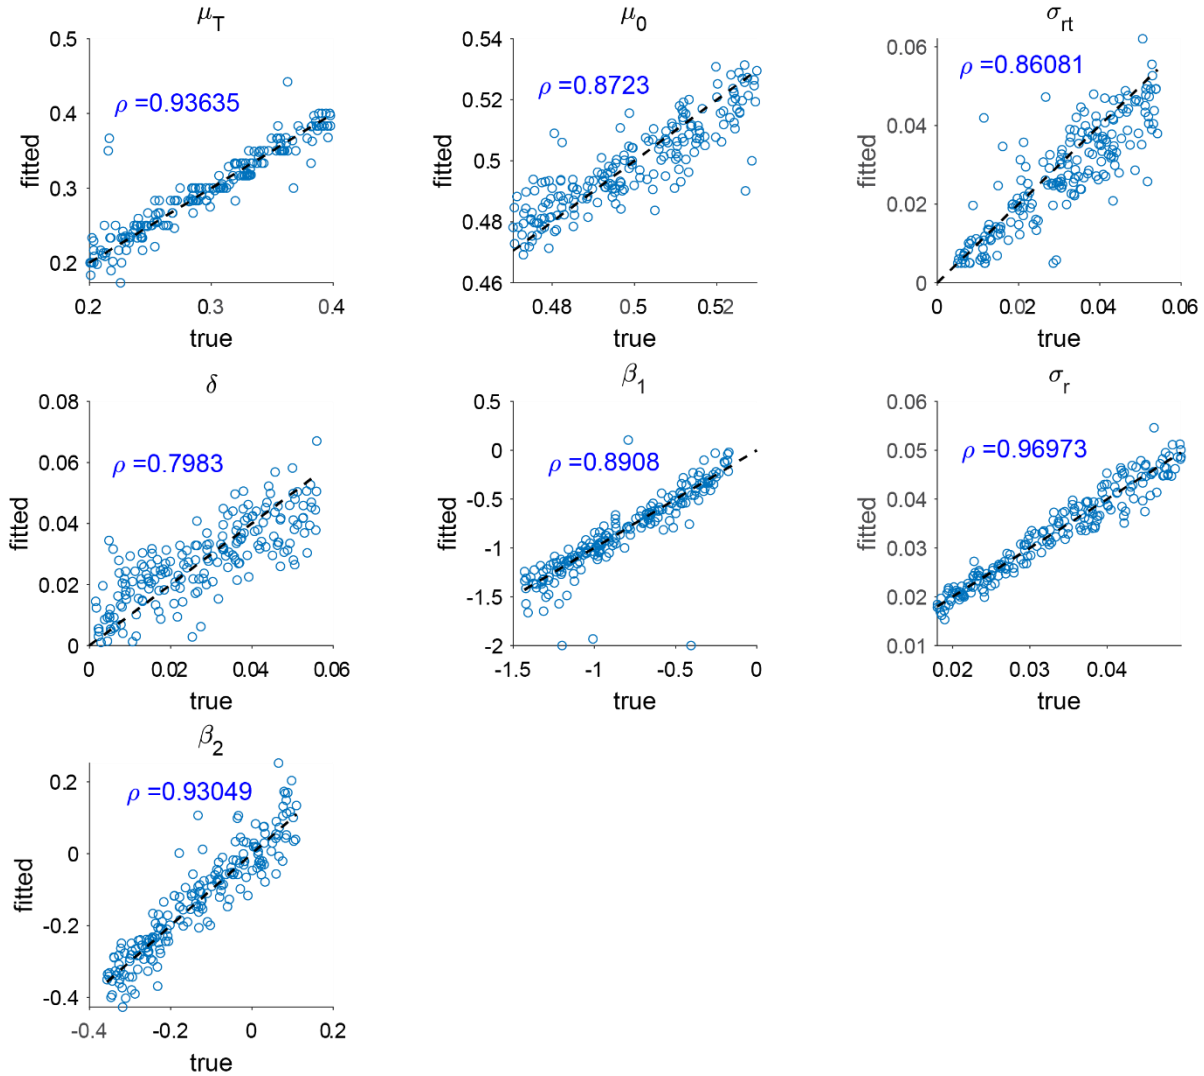 μT
ρ =0.93635
fitted
0.5
0.4
0.3
0.2
0.2 0.3 0.4
true
μ0
ρ =0.8723
fitted
0.54
0.52
0.5
0.48
0.46
0.48 0.5 0.52
true
σrt
ρ =0.86081
fitted
0.06
0.04
0.02
0
0 0.02 0.04 0.06
true
δ
ρ =0.7983
fitted
0.08
0.06
0.04
0.02
0
0 0.02 0.04 0.06
true
β1
ρ =0.8908
fitted
0.5
0
-0.5
-1
-1.5
-2
-1.5 -1 -0.5 0
true
σr
ρ =0.96973
fitted
0.06
0.05
0.04
0.03
0.02
0.01
0.02 0.03 0.04
true
β2
ρ =0.93049
fitted
0.2
0
-0.2
-0.4
-0.4 -0.2 0 0.2
true